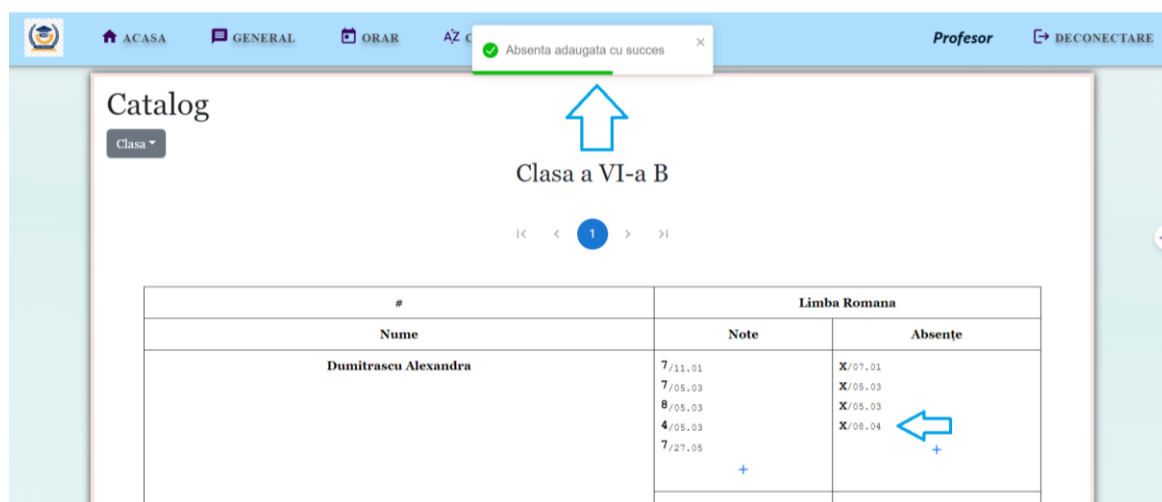 ACASA GENERAL ORAR AZ C Profesor DECONECTARE
Absenta adaugata cu succes ×
Catalog
Clasa
Clasa a VI-a B
1
# Limba Romana
Nume Note Absențe
Dumitrascu Alexandra 7/11.01 X/07.01
7/05.03 X/05.03
8/05.03 X/05.03
4/05.03 X/08.04
7/27.05 +
+